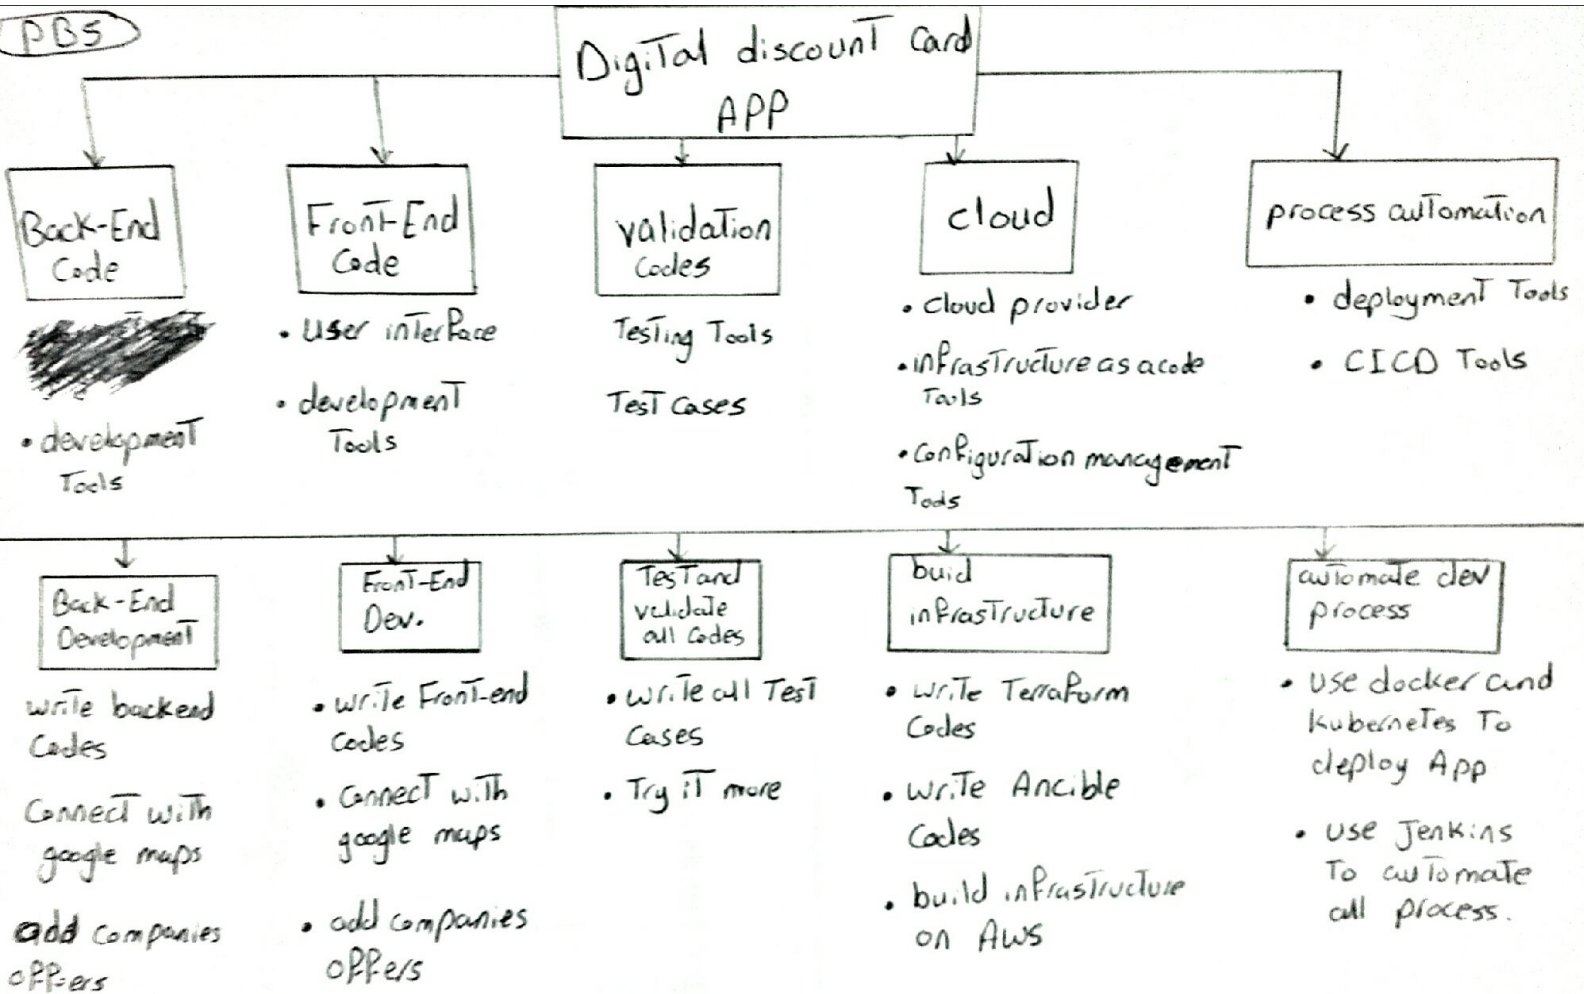 PBS
Digital discount card
APP
Back-End
Code
Front-End
Code
validation
Codes
cloud
process automation
• development
Tools
• User interface
• development
Tools
Testing Tools
Test Cases
• cloud provider
• infrastructure as a code
Tools
• Configuration management
Tools
• deployment Tools
• CICD Tools
Back-End
Development
Front-End
Dev.
Test and
validate
all Codes
buid
infrastructure
automate dev
process
write backend
Codes
Connect with
google maps
add companies
offers
• write Front-end
Codes
• Connect with
google maps
• add companies
offers
• write all Test
Cases
• Try it more
• write Terraform
Codes
• write Ancible
Codes
• build infrastructure
on AWS
• use docker and
Kubernetes To
deploy App
• use Jenkins
To automate
all process.